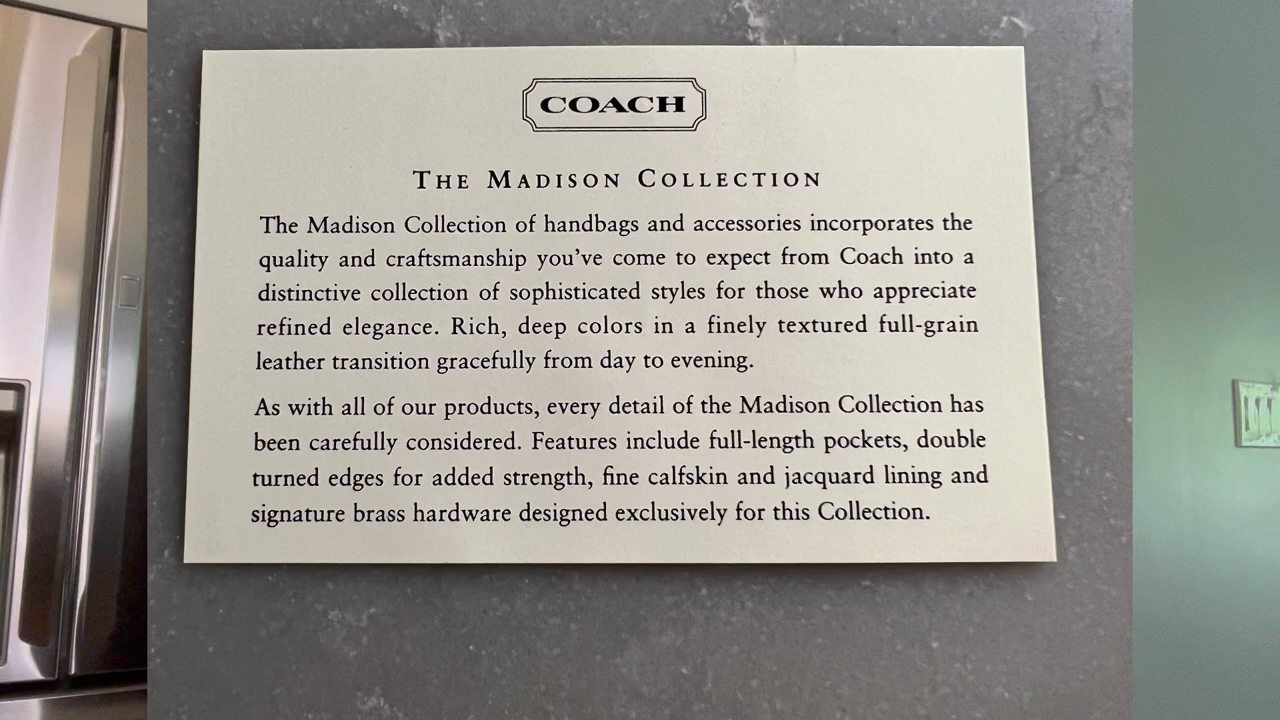 COACH
THE MADISON COLLECTION
The Madison Collection of handbags and accessories incorporates the
quality and craftsmanship you've come to expect from Coach into a
distinctive collection of sophisticated styles for those who appreciate
refined elegance. Rich, deep colors in a finely textured full-grain
leather transition gracefully from day to evening.
As with all of our products, every detail of the Madison Collection has
been carefully considered. Features include full-length pockets, double
turned edges for added strength, fine calfskin and jacquard lining and
signature brass hardware designed exclusively for this Collection.